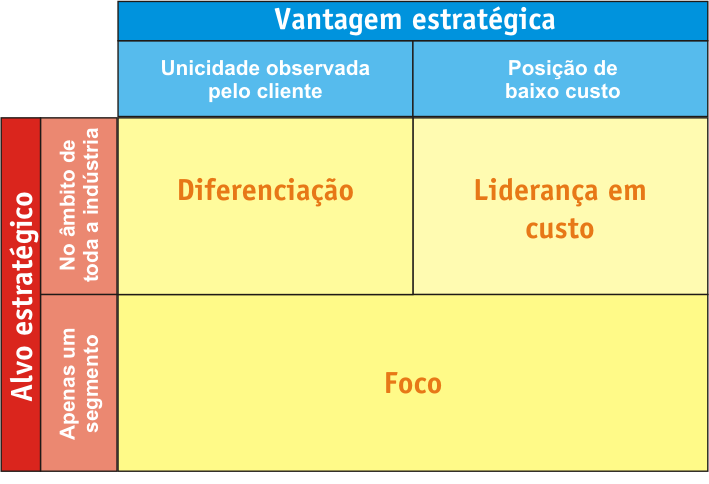 Vantagem estratégica
Unicidade observada
pelo cliente
Posição de
baixo custo
Alvo estratégico
No âmbito de
toda a indústria
Diferenciação
Liderança em
custo
Apenas um
segmento
Foco